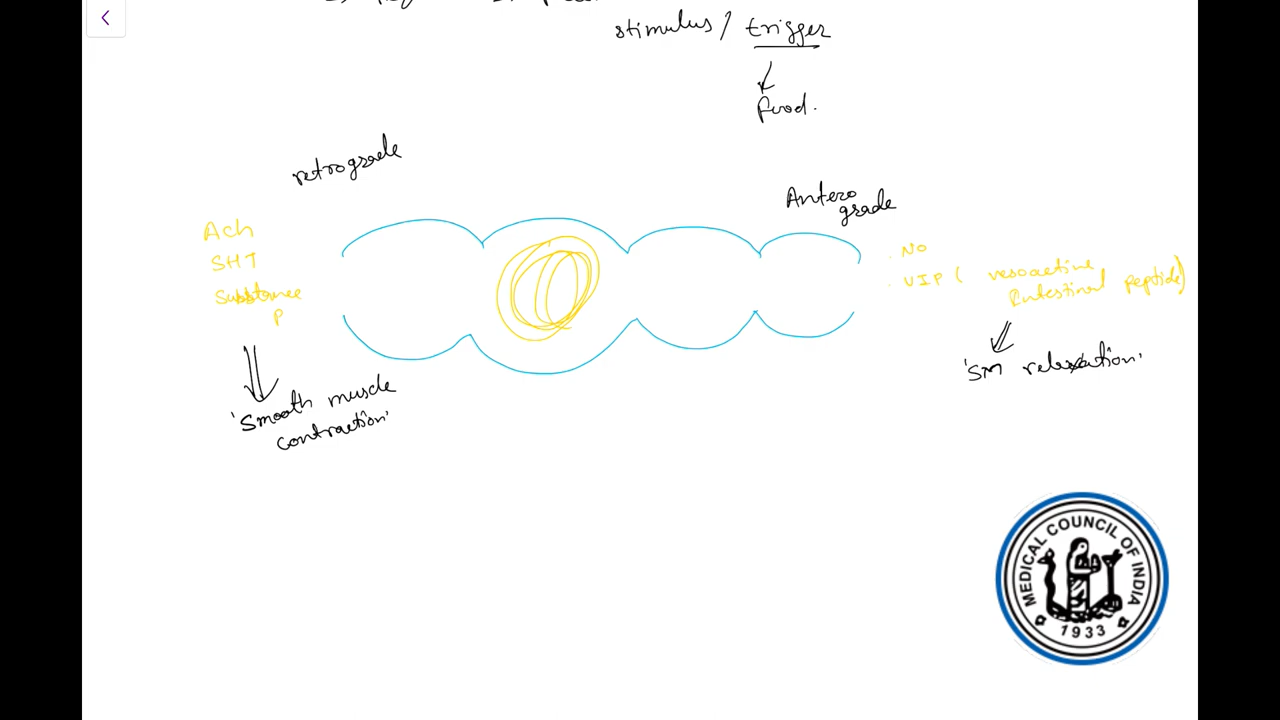 stimulus / trigger
food.
retrograde
Antero
grade
Ach
5HT
Substance
P
. NO
. VIP ( vesoactive
Intestinal peptide)
'Smooth muscle
contraction'
'SM relaxation.'
MEDICAL COUNCIL OF INDIA
1933